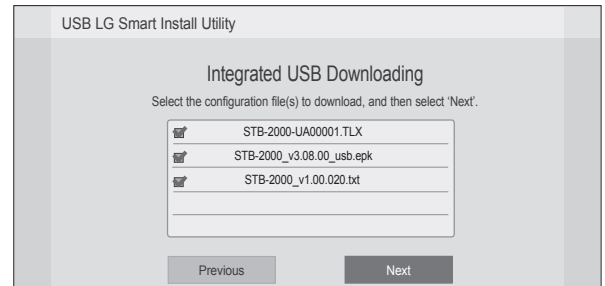 USB LG Smart Install Utility
Integrated USB Downloading
Select the configuration file(s) to download, and then select ‘Next’.
STB-2000-UA00001.TLX
STB-2000_v3.08.00_usb.epk
STB-2000_v1.00.020.txt
Previous Next